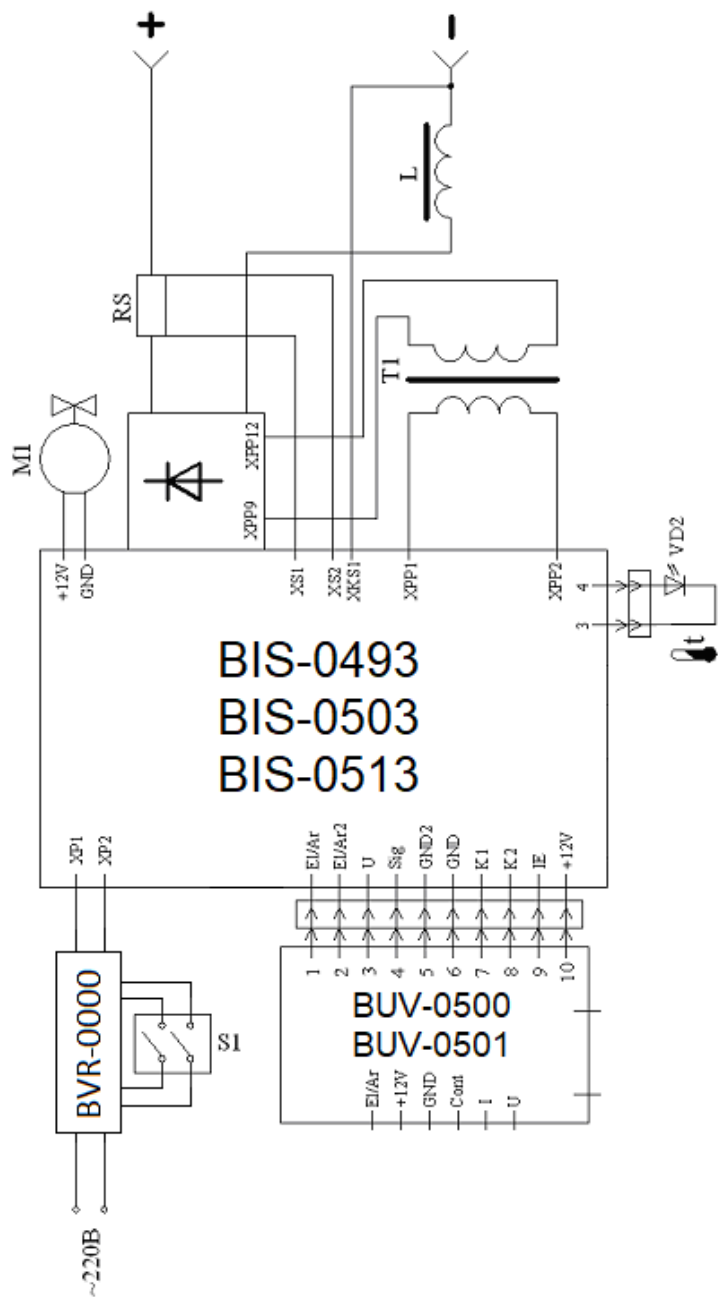 +
-
L
RS
T1
M1
XPP12
XPP9
+12V
GND
XS1
XS2
XKS1
XPP1
XPP2
4
3
VD2
t
BIS-0493
BIS-0503
BIS-0513
XP1
XP2
El/Ar
El/Ar2
U
Sig
GND2
GND
K1
K2
IE
+12V
1
2
3
4
5
6
7
8
9
10
BUV-0500
BUV-0501
El/Ar
+12V
GND
Cont
I
U
BVR-0000
S1
~220В